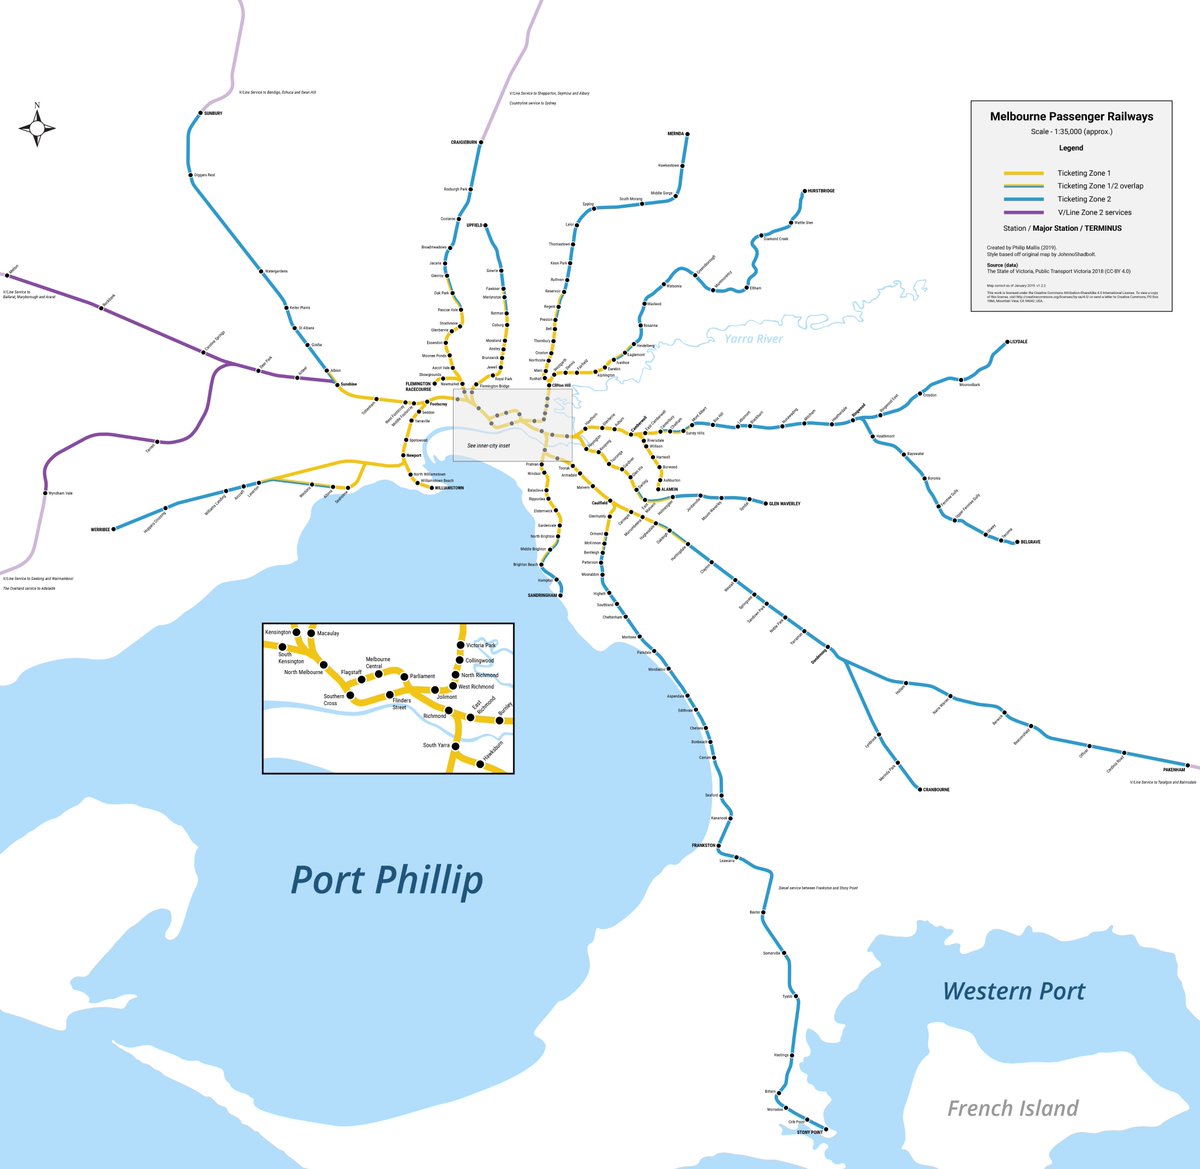 N
V/Line Service to Bendigo, Echuca and Swan Hill
V/Line Service to Shepparton, Seymour and Albury
Countrylink service to Sydney
Melbourne Passenger Railways
Scale - 1:35,000 (approx.)
Legend
Ticketing Zone 1
Ticketing Zone 1/2 overlap
Ticketing Zone 2
V/Line Zone 2 services
Station / Major Station / TERMINUS
Created by Philip Mallis (2019).
Style based off original map by JohnnoShadbolt.
Source (data)
The State of Victoria, Public Transport Victoria 2018 (CC-BY 4.0)
Map correct as of January 2019
SUNBURY
Diggers Rest
Watergardens
Keilor Plains
St Albans
Ginifer
Albion
Sunshine
Tottenham
West Footscray
Middle Footscray
Footscray
Melton
V/Line Service to
Ballarat, Maryborough and Ararat
Rockbank
Caroline Springs
Deer Park
Ardeer
Tarneit
Wyndham Vale
V/Line Service to Geelong and Warrnambool
The Overland service to Adelaide
CRAIGIEBURN
Roxburgh Park
Coolaroo
Broadmeadows
Jacana
Glenroy
Oak Park
Pascoe Vale
Strathmore
Glenbervie
Essendon
Moonee Ponds
Ascot Vale
Showgrounds
Newmarket
FLEMINGTON
RACECOURSE
UPFIELD
Gowrie
Fawkner
Merlynston
Batman
Coburg
Moreland
Anstey
Brunswick
Jewell
Royal Park
Flemington Bridge
MERNDA
Hawkestowe
Middle Gorge
South Morang
Epping
Lalor
Thomastown
Keon Park
Ruthven
Reservoir
Regent
Preston
Bell
Thornbury
Croxton
Northcote
Merri
Rushall
Clifton Hill
HURSTBRIDGE
Wattle Glen
Diamond Creek
Eltham
Montmorency
Greensborough
Watsonia
Macleod
Rosanna
Heidelberg
Eaglemont
Ivanhoe
Darebin
Alphington
Fairfield
Dennis
Westgarth
Yarra River
See inner-city inset
Seddon
Yarraville
Spotswood
Newport
North Williamstown
Williamstown Beach
WILLIAMSTOWN
Seaholme
Altona
Westona
Laverton
Aircraft
Williams Landing
Hoppers Crossing
WERRIBEE
Hawthorn
Glenferrie
Auburn
Camberwell
East Camberwell
Canterbury
Chatham
Surrey Hills
Mont Albert
Box Hill
Laburnum
Blackburn
Nunawading
Mitcham
Heatherdale
Ringwood
Ringwood East
Croydon
Mooroolbark
LILYDALE
Heathmont
Bayswater
Boronia
Ferntree Gully
Upper Ferntree Gully
Upwey
Tecoma
BELGRAVE
Riversdale
Willison
Hartwell
Burwood
Ashburton
ALAMEIN
Heyington
Kooyong
Tooronga
Gardiner
Glen Iris
Darling
East
Malvern
Holmesglen
Jordanville
Mount Waverley
Syndal
GLEN WAVERLEY
Prahran
Windsor
Balaclava
Ripponlea
Elsternwick
Gardenvale
North Brighton
Middle Brighton
Brighton Beach
Hampton
SANDRINGHAM
Toorak
Armadale
Malvern
Caulfield
Carnegie
Murrumbeena
Hughesdale
Oakleigh
Huntingdale
Clayton
Westall
Springvale
Sandown Park
Noble Park
Yarraman
Dandenong
Hallam
Narre Warren
Berwick
Beaconsfield
Officer
Cardinia Road
PAKENHAM
V/Line Service to Taralgon and Bairnsdale
Lynbrook
Merinda Park
CRANBOURNE
Glenhuntly
Ormond
McKinnon
Bentleigh
Patterson
Moorabbin
Highett
Southland
Cheltenham
Mentone
Parkdale
Mordialloc
Aspendale
Edithvale
Chelsea
Bonbeach
Carrum
Seaford
Kananook
FRANKSTON
Leawarra
Diesel service between Frankston and Stony Point
Baxter
Somerville
Tyabb
Hastings
Bittern
Morradoo
Crib Point
STONY POINT
Kensington
Macaulay
South
Kensington
North Melbourne
Flagstaff
Melbourne
Central
Parliament
Southern
Cross
Flinders
Street
Jolimont
West Richmond
North Richmond
Collingwood
Victoria Park
Richmond
East
Richmond
Burnley
South Yarra
Hawksburn
Port Phillip
Western Port
French Island